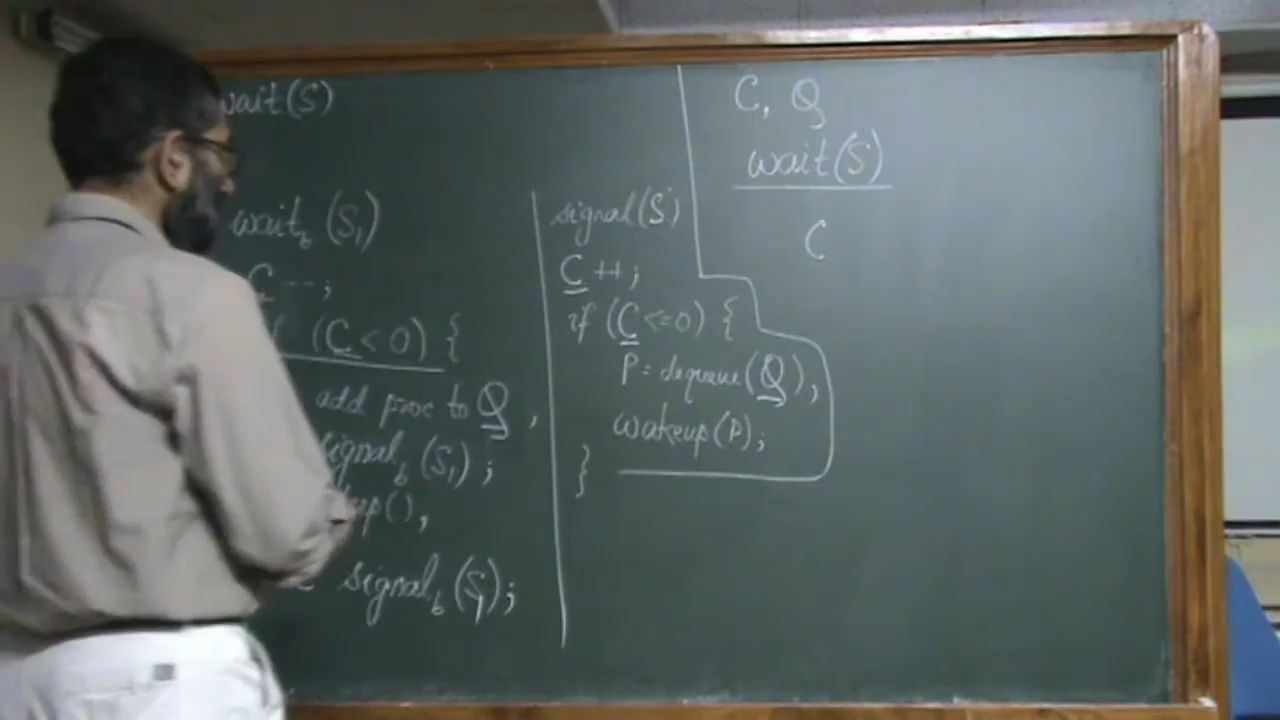 wait(S)
wait_b (S_1)
C --;
(C < 0) {
add proc to Q,
signal_b (S_1);
signal_b (S_1);
signal(S)
C ++;
if (C <= 0) {
P = dequeue(Q),
wakeup(P);
}
C, Q
wait(S)
C